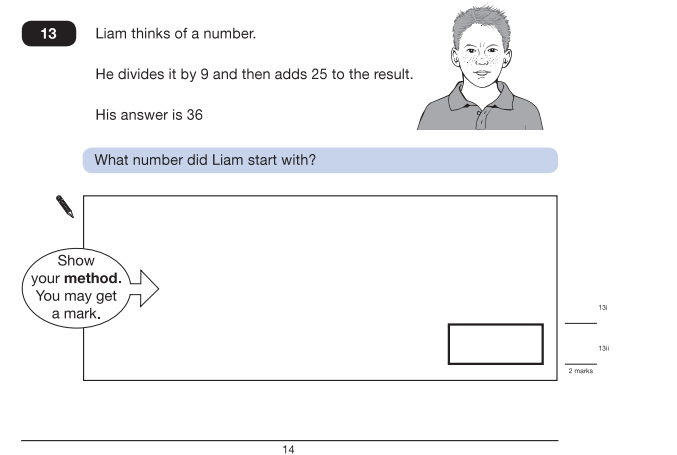 13
Liam thinks of a number.
He divides it by 9 and then adds 25 to the result.
His answer is 36
What number did Liam start with?
Show
your method.
You may get
a mark.
13i
13ii
2 marks
14